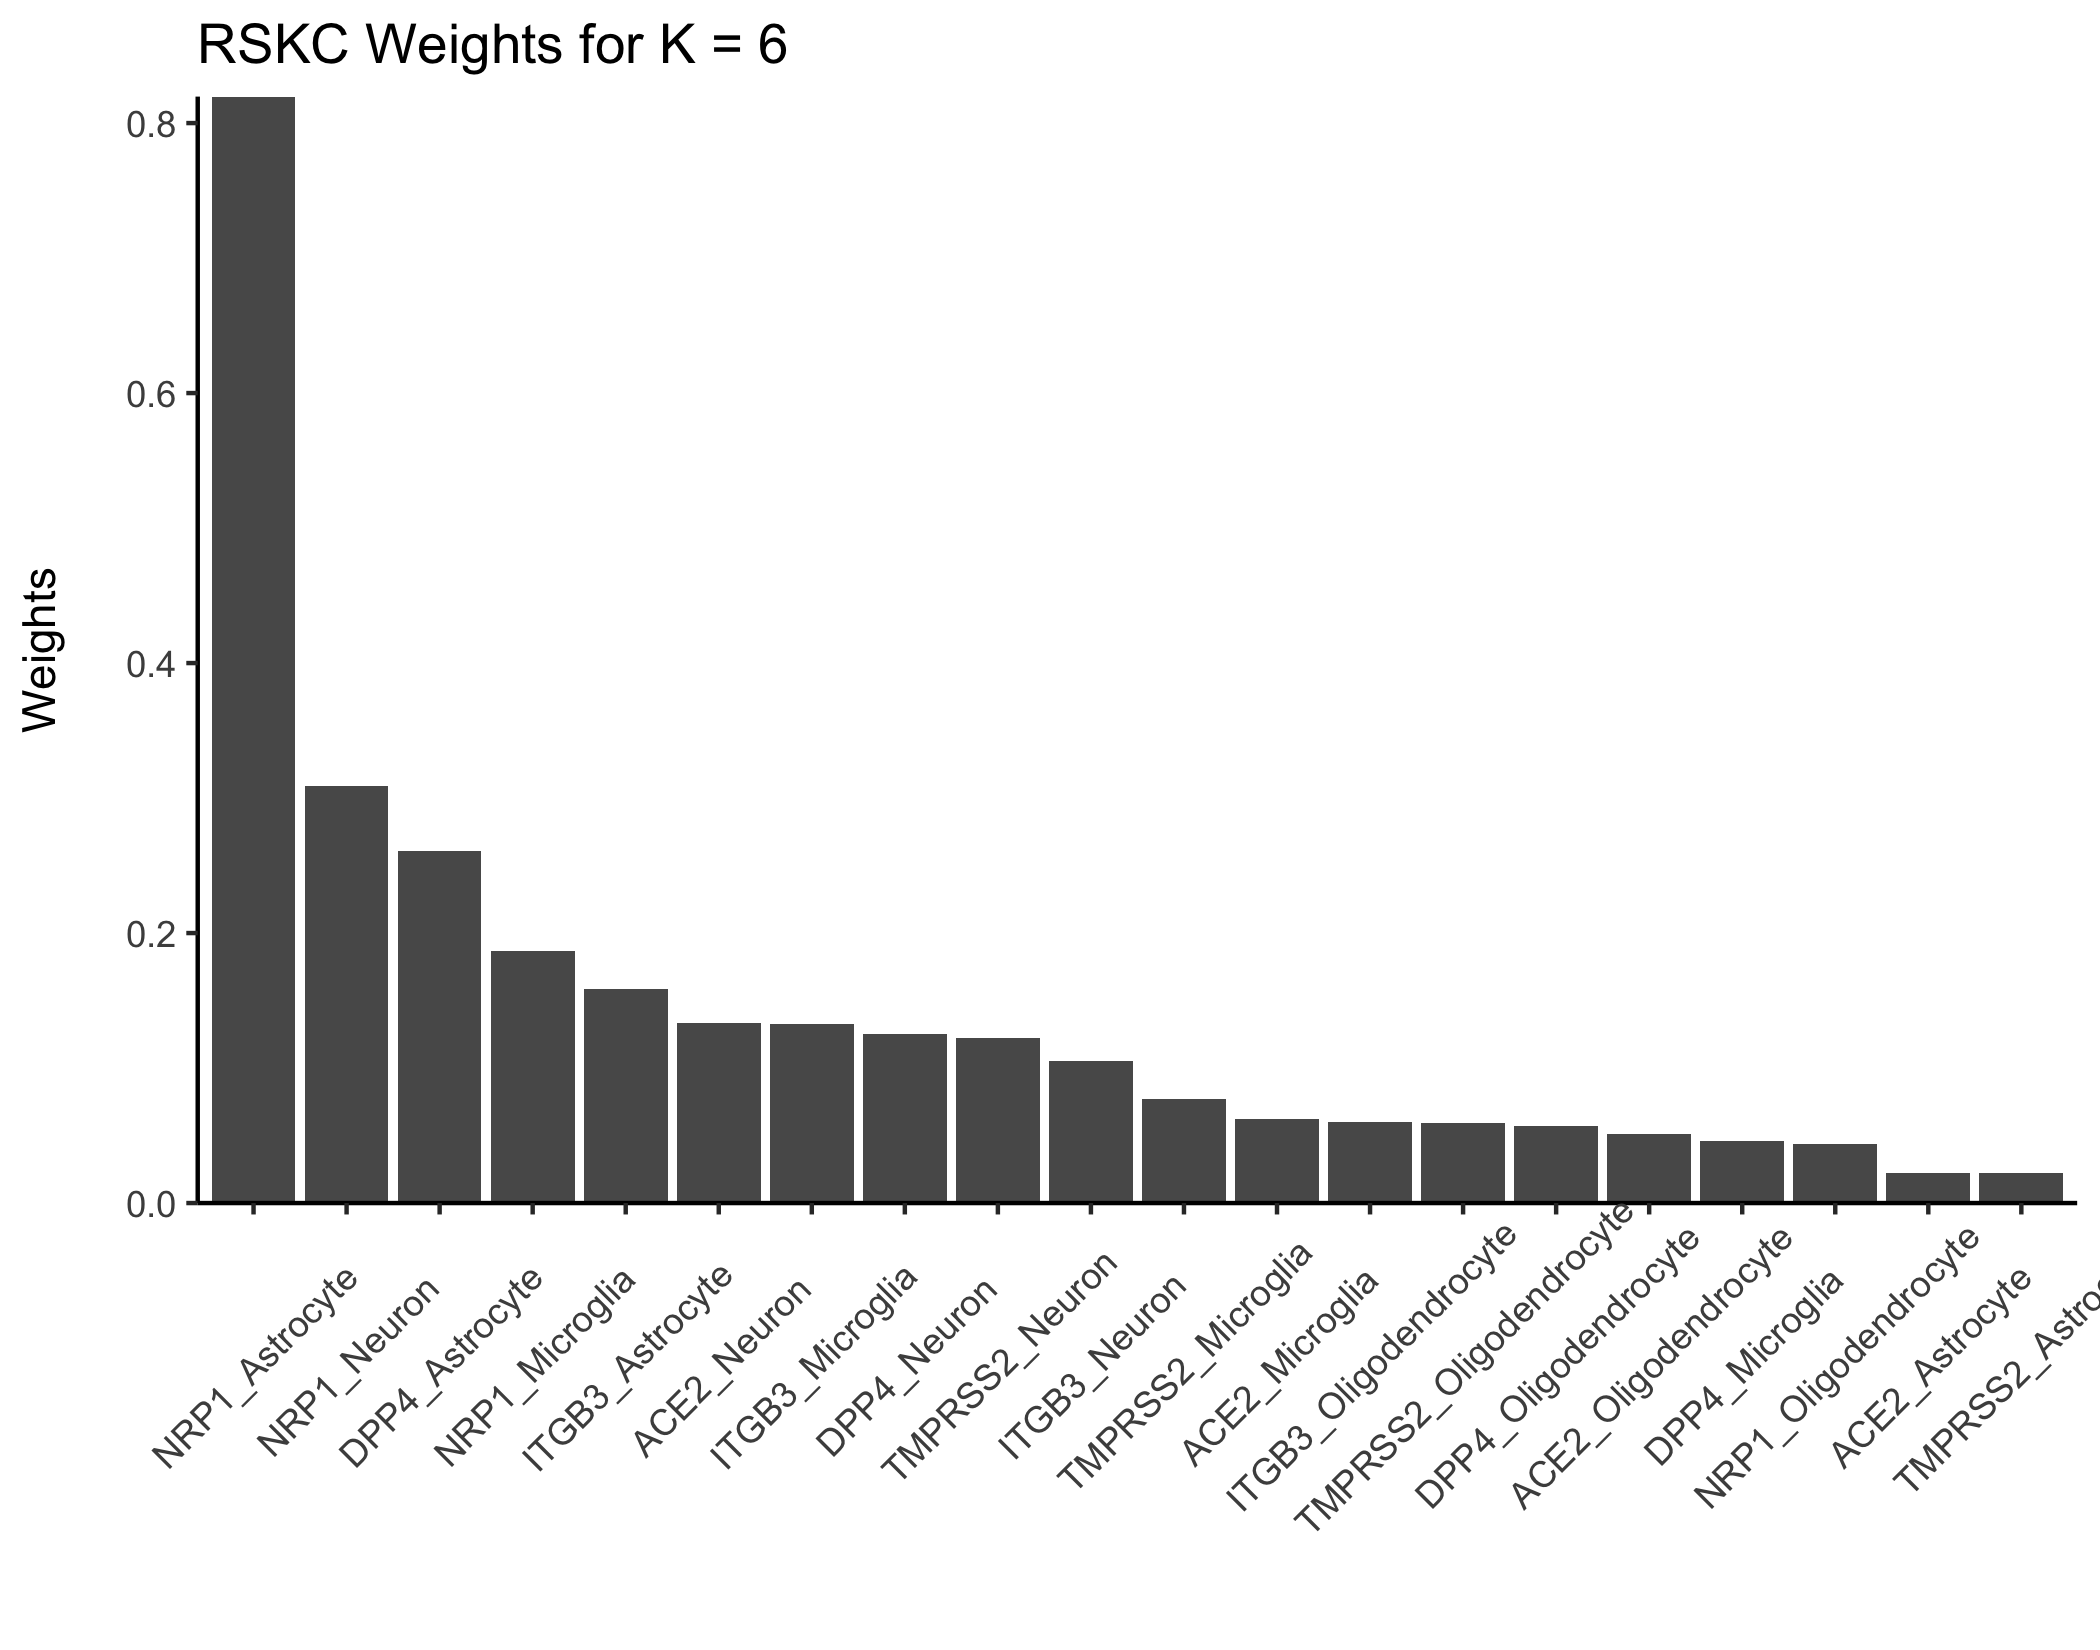 RSKC Weights for K = 6
Weights
0.8
0.6
0.4
0.2
0.0
NRP1_Astrocyte
NRP1_Neuron
DPP4_Astrocyte
NRP1_Microglia
ITGB3_Astrocyte
ACE2_Neuron
ITGB3_Microglia
DPP4_Neuron
TMPRSS2_Neuron
ITGB3_Neuron
TMPRSS2_Microglia
ACE2_Microglia
ITGB3_Oligodendrocyte
TMPRSS2_Oligodendrocyte
DPP4_Oligodendrocyte
ACE2_Oligodendrocyte
DPP4_Microglia
NRP1_Oligodendrocyte
ACE2_Astrocyte